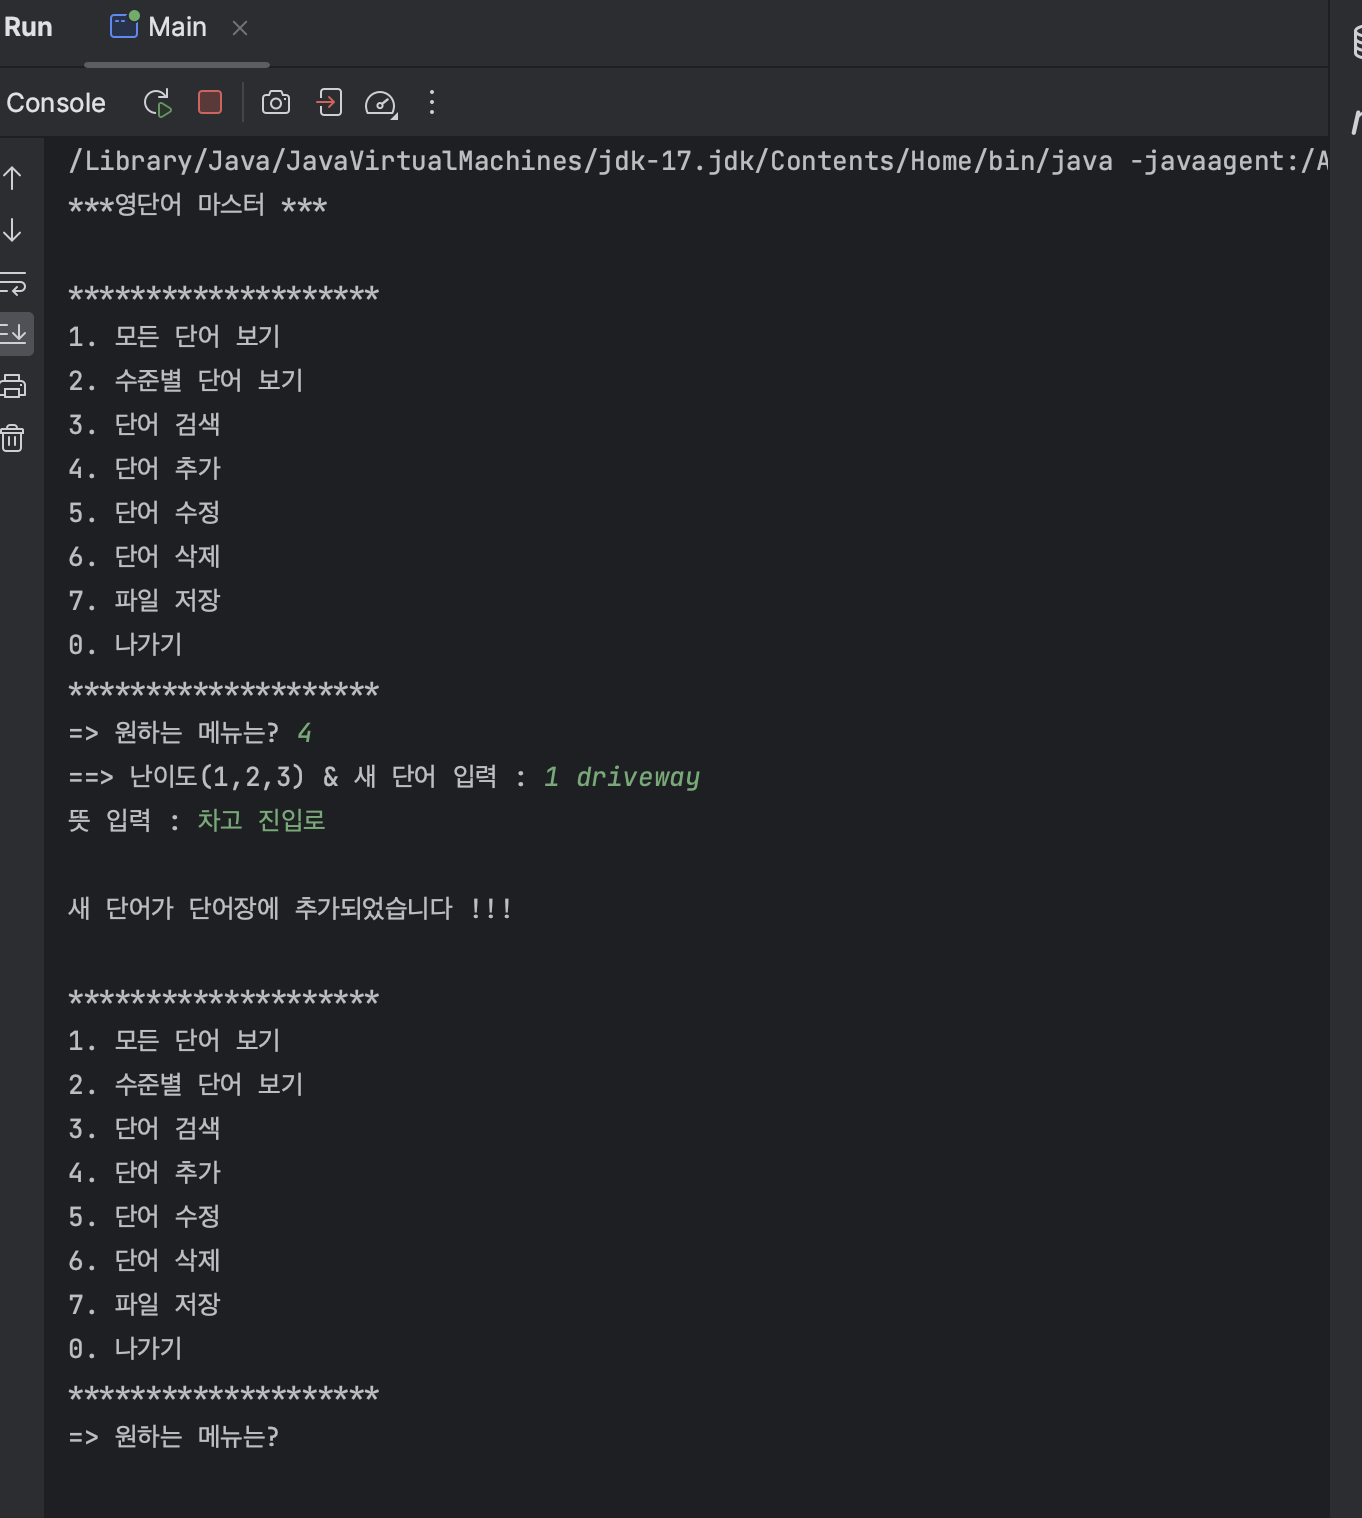 Run Main
Console
/Library/Java/JavaVirtualMachines/jdk-17.jdk/Contents/Home/bin/java -javaagent:/A
***영단어 마스터 ***
********************
1. 모든 단어 보기
2. 수준별 단어 보기
3. 단어 검색
4. 단어 추가
5. 단어 수정
6. 단어 삭제
7. 파일 저장
0. 나가기
********************
=> 원하는 메뉴는? 4
==> 난이도(1,2,3) & 새 단어 입력 : 1 driveway
뜻 입력 : 차고 진입로
새 단어가 단어장에 추가되었습니다 !!!
********************
1. 모든 단어 보기
2. 수준별 단어 보기
3. 단어 검색
4. 단어 추가
5. 단어 수정
6. 단어 삭제
7. 파일 저장
0. 나가기
********************
=> 원하는 메뉴는?